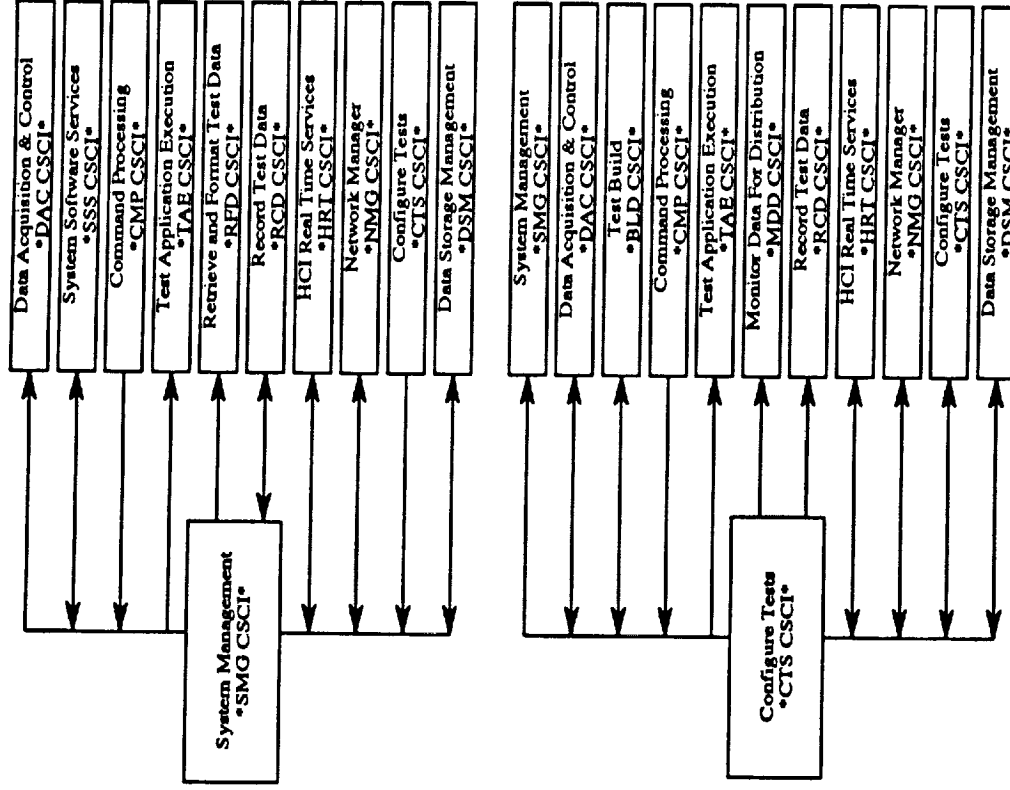 System Management
*SMG CSCI*
Data Acquisition & Control
*DAC CSCI*
System Software Services
*SSS CSCI*
Command Processing
*CMP CSCI*
Test Application Execution
*TAE CSCI*
Retrieve and Format Test Data
*RFD CSCI*
Record Test Data
*RCD CSCI*
HCI Real Time Services
*HRT CSCI*
Network Manager
*NMG CSCI*
Configure Tests
*CTS CSCI*
Data Storage Management
*DSM CSCI*
Configure Tests
*CTS CSCI*
System Management
*SMG CSCI*
Data Acquisition & Control
*DAC CSCI*
Test Build
*BLD CSCI*
Command Processing
*CMP CSCI*
Test Application Execution
*TAE CSCI*
Monitor Data For Distribution
*MDD CSCI*
Record Test Data
*RCD CSCI*
HCI Real Time Services
*HRT CSCI*
Network Manager
*NMG CSCI*
Configure Tests
*CTS CSCI*
Data Storage Management
*DSM CSCI*